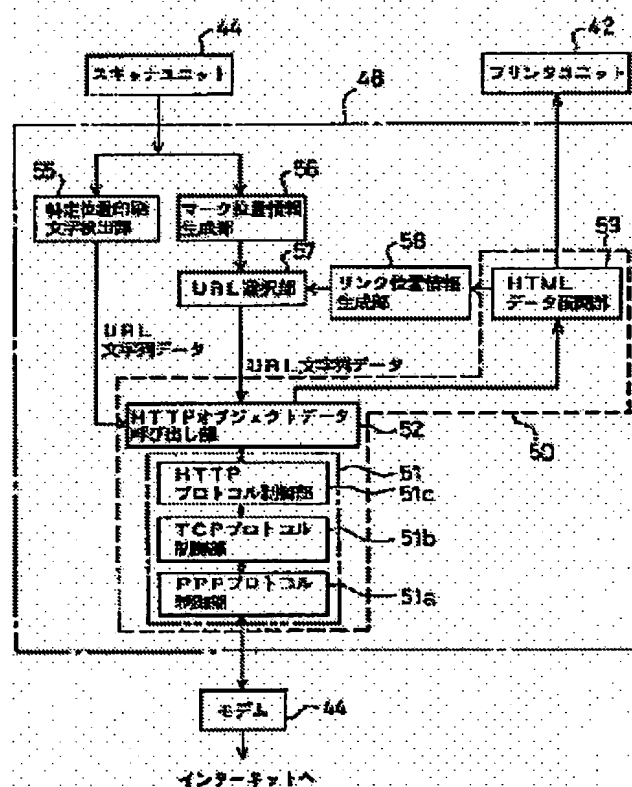 44
スキャナユニット
42
プリンタユニット
48
55
特定位置印刷
文字検出部
56
マーク位置情報
生成部
57
URL選択部
58
リンク位置情報
生成部
53
HTML
データ展開部
URL
文字列データ
URL文字列データ
HTTPオブジェクトデータ
呼び出し部
52
50
51
HTTP
プロトコル制御部
51c
TCPプロトコル
制御部
51b
PPPプロトコル
制御部
51a
モデム
44
インターネットへ